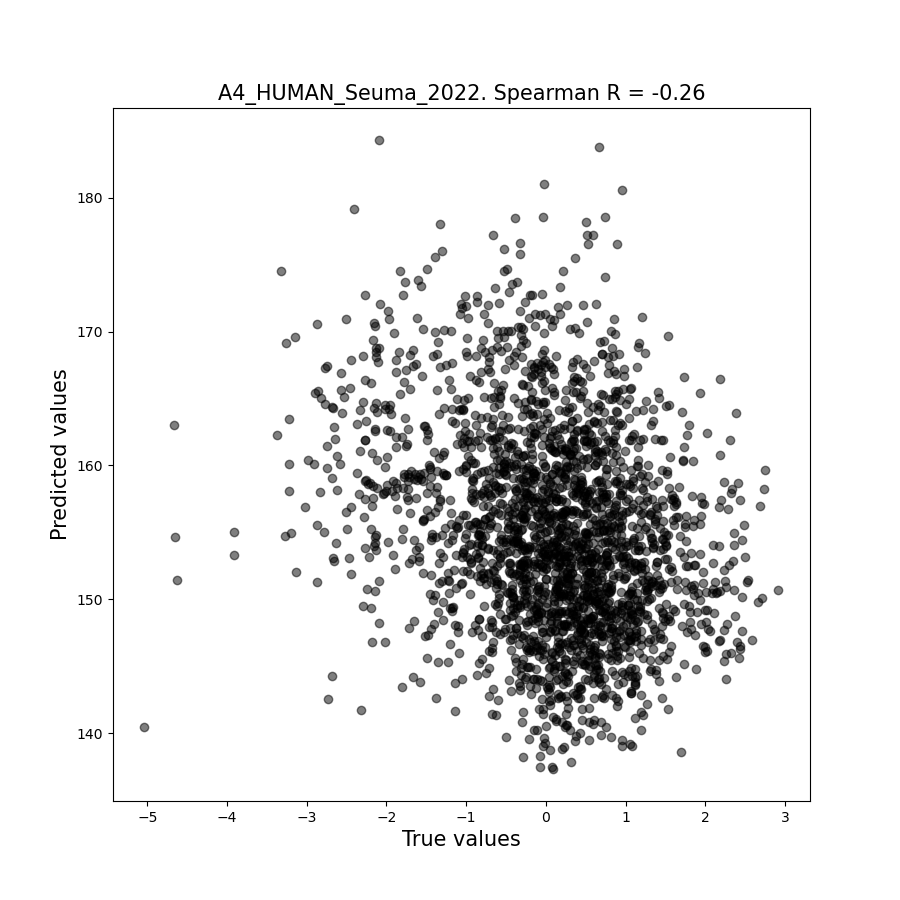 A4_HUMAN_Seuma_2022. Spearman R = -0.26
Predicted values
180
170
160
150
140
−5 −4 −3 −2 −1 0 1 2 3
True values